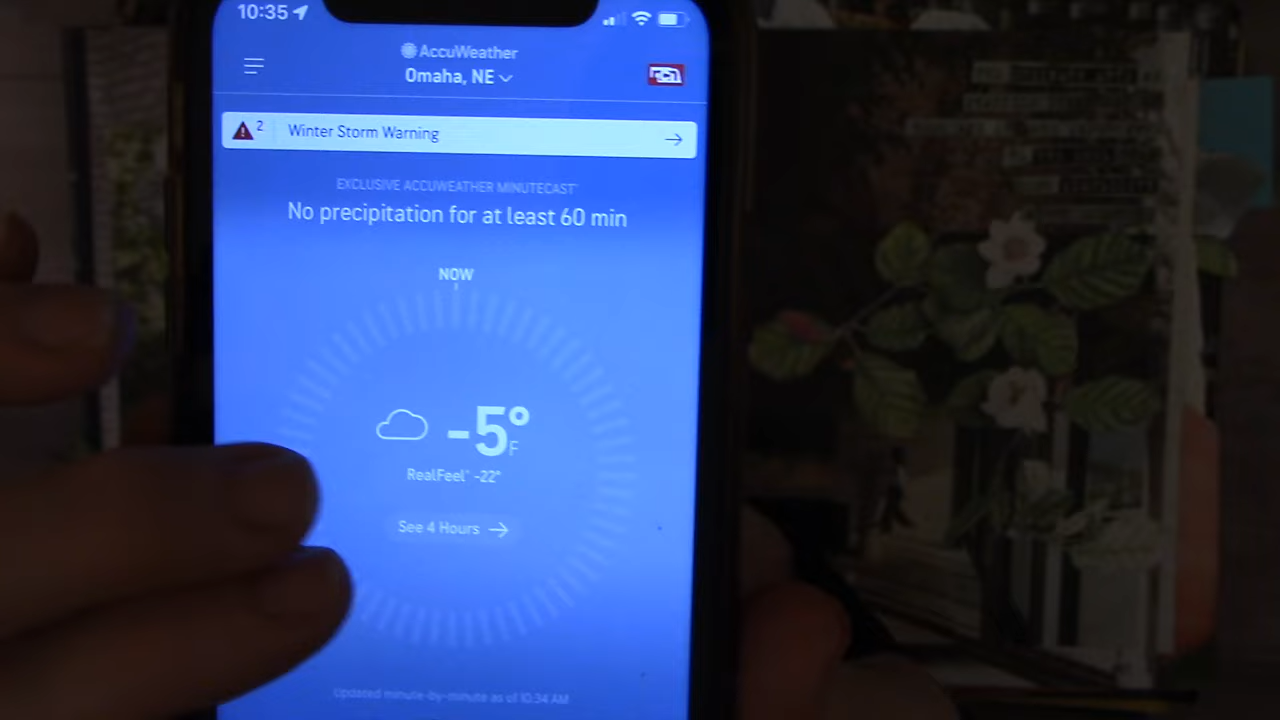 10:35
AccuWeather
Omaha, NE
2 Winter Storm Warning
EXCLUSIVE ACCUWEATHER MINUTECAST
No precipitation for at least 60 min
NOW
-5°F
RealFeel® -22°
See 4 Hours
Updated minute-by-minute as of 10:34 AM